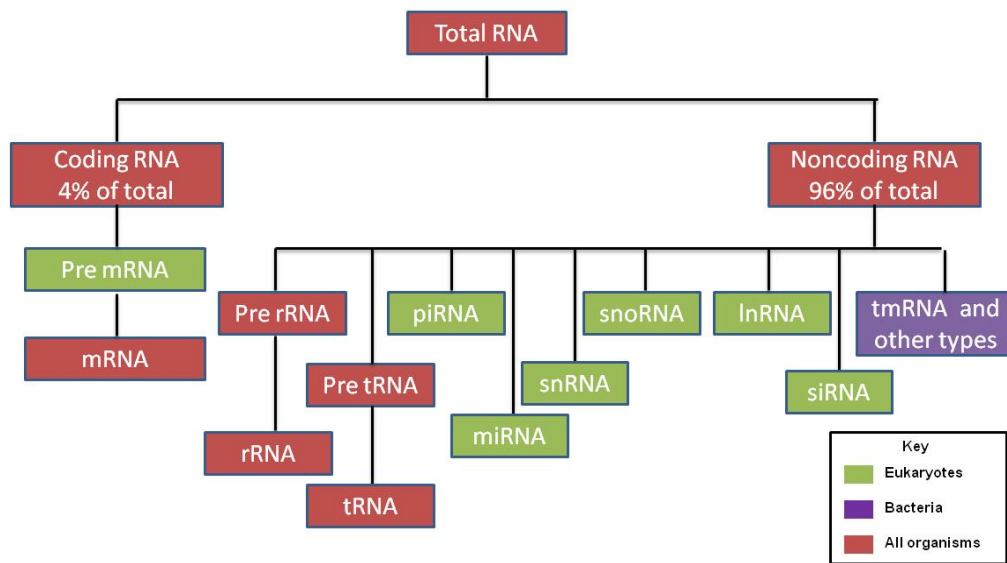 Total RNA
Coding RNA
4% of total
Noncoding RNA
96% of total
Pre mRNA
mRNA
Pre rRNA
piRNA
snoRNA
lnRNA
tmRNA and
other types
Pre tRNA
snRNA
siRNA
miRNA
rRNA
tRNA
Key
Eukaryotes
Bacteria
All organisms